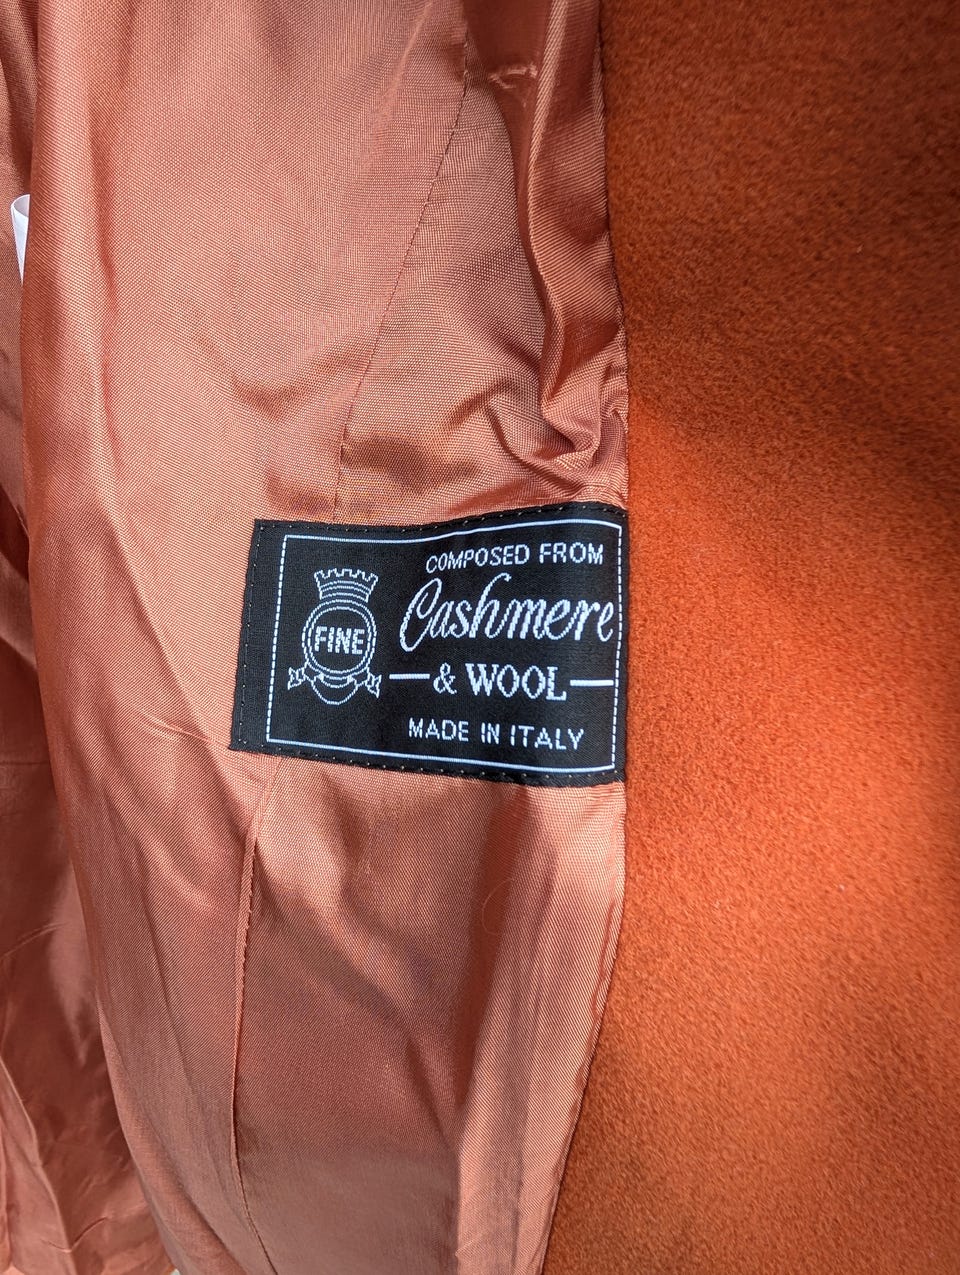 FINE
COMPOSED FROM
Cashmere
& WOOL
MADE IN ITALY